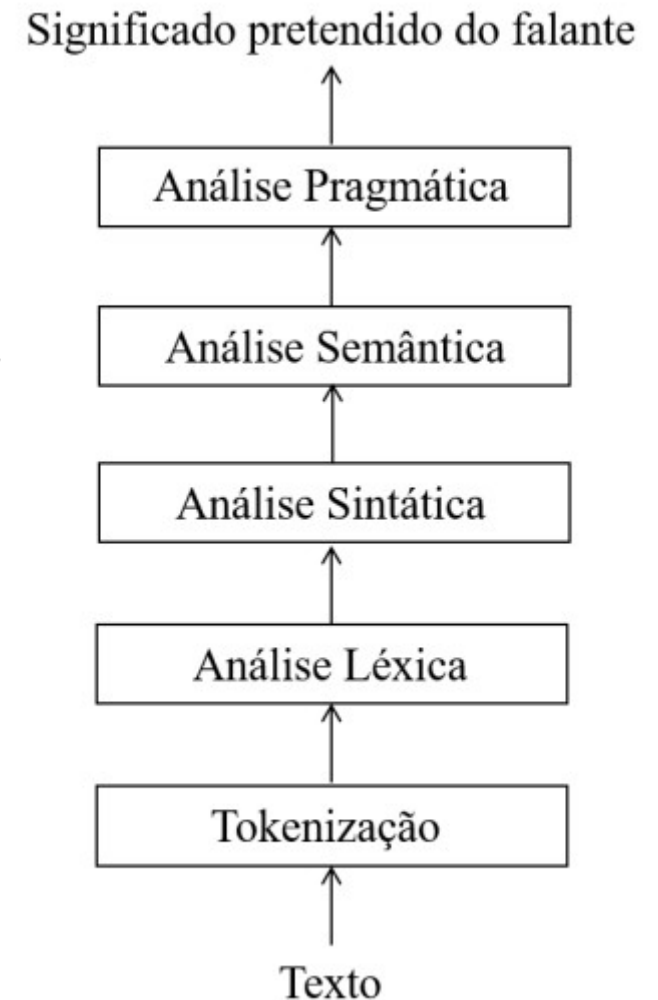 Significado pretendido do falante
Análise Pragmática
Análise Semântica
Análise Sintática
Análise Léxica
Tokenização
Texto